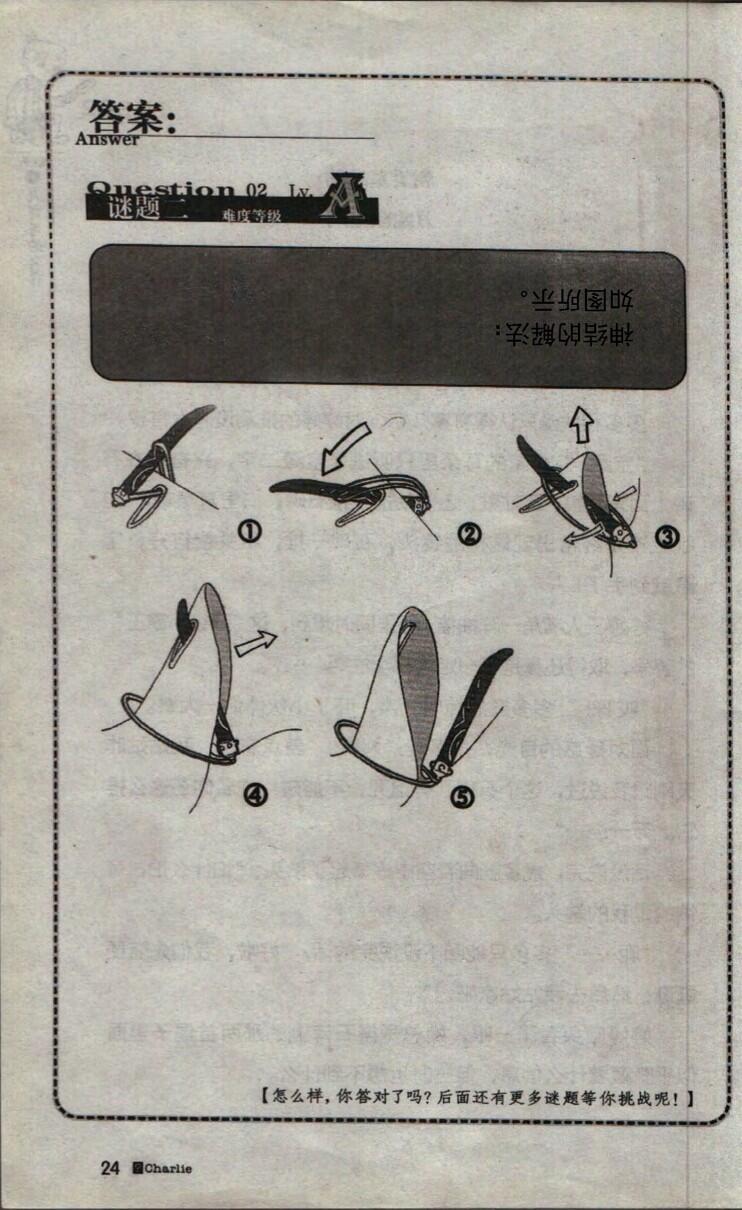 答案：
Answer
Question 02 Lv. A
谜题二 难度等级
神结的解法：
如图所示。
① ② ③
④ ⑤
【怎么样，你答对了吗？后面还有更多谜题等你挑战呢！】
24 Charlie